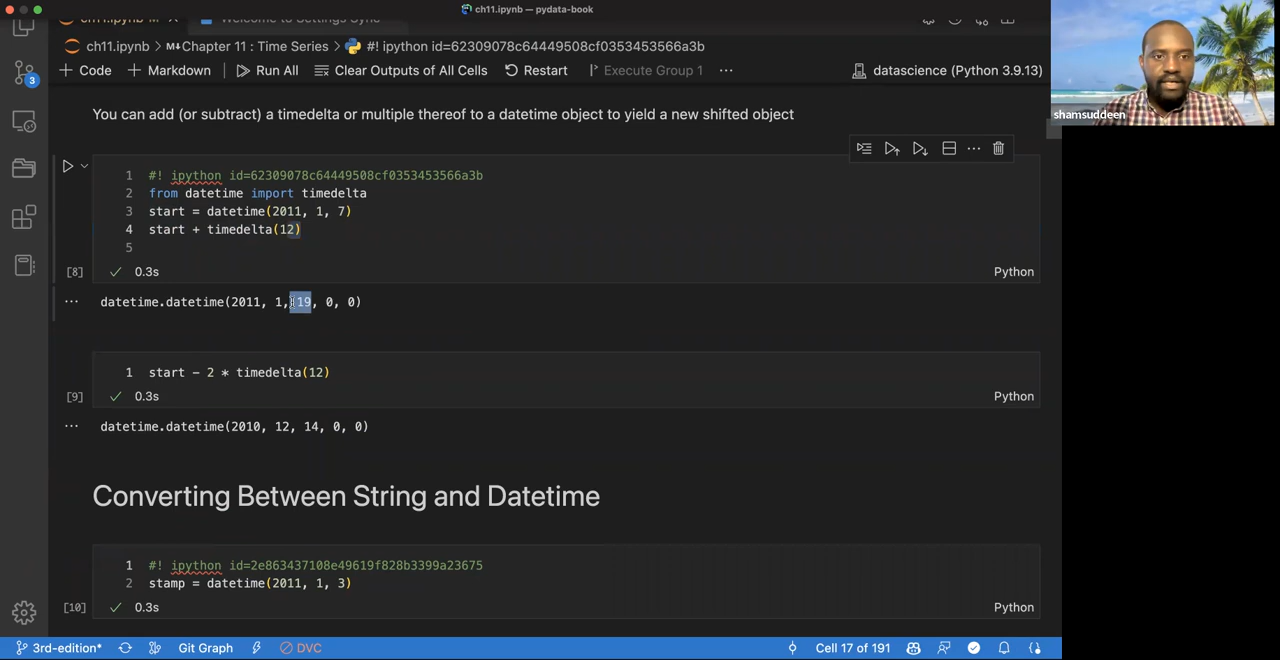 ch11.ipynb — pydata-book
ch11.ipynb M Welcome to Settings Sync
ch11.ipynb > M↓Chapter 11 : Time Series > #! ipython id=62309078c64449508cf0353453566a3b
+ Code + Markdown Run All Clear Outputs of All Cells Restart Execute Group 1 ... datascience (Python 3.9.13)
shamsuddeen
You can add (or subtract) a timedelta or multiple thereof to a datetime object to yield a new shifted object
1 #! ipython id=62309078c64449508cf0353453566a3b
2 from datetime import timedelta
3 start = datetime(2011, 1, 7)
4 start + timedelta(12)
5
[8] 0.3s Python
... datetime.datetime(2011, 1, 19, 0, 0)
1 start - 2 * timedelta(12)
[9] 0.3s Python
... datetime.datetime(2010, 12, 14, 0, 0)
Converting Between String and Datetime
1 #! ipython id=2e863437108e49619f828b3399a23675
2 stamp = datetime(2011, 1, 3)
[10] 0.3s Python
3
3rd-edition* Git Graph DVC Cell 17 of 191